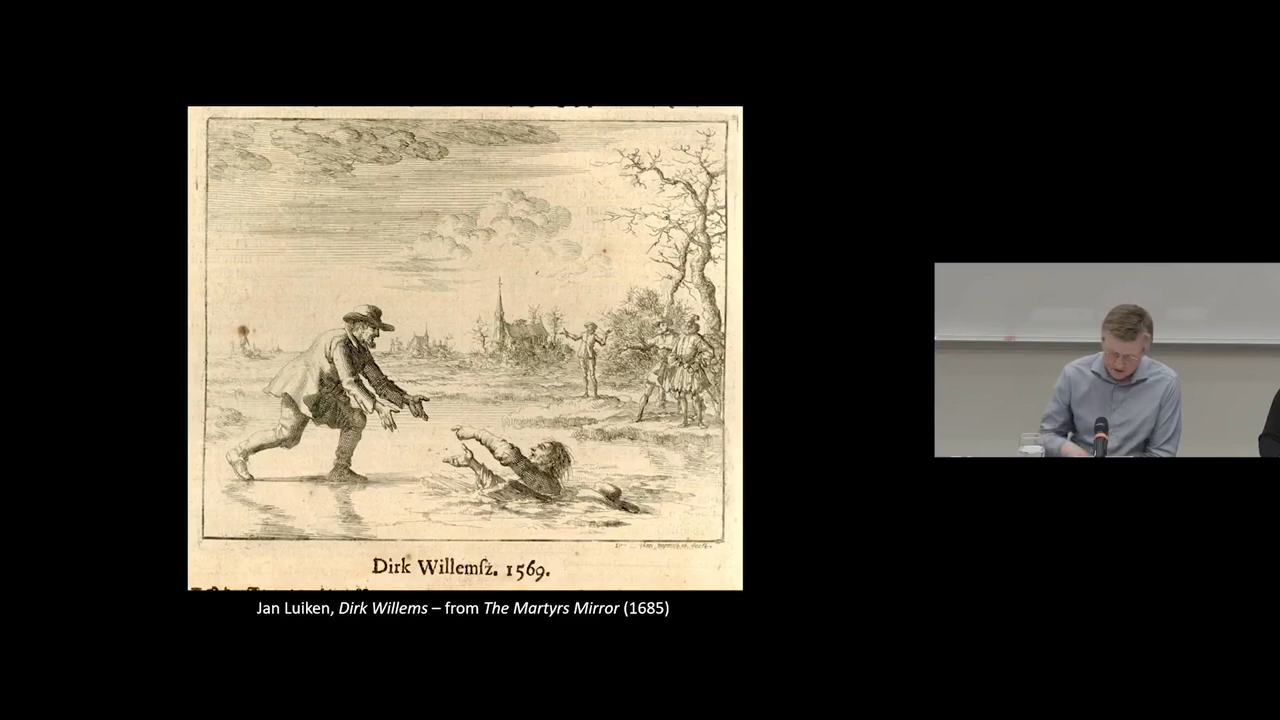 Dirk Willemſz. 1569.
Jan Luiken, Dirk Willems – from The Martyrs Mirror (1685)